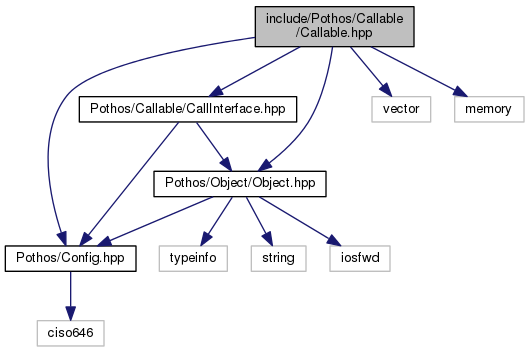 include/Pothos/Callable
/Callable.hpp
Pothos/Callable/CallInterface.hpp
vector
memory
Pothos/Object/Object.hpp
Pothos/Config.hpp
typeinfo
string
iosfwd
ciso646